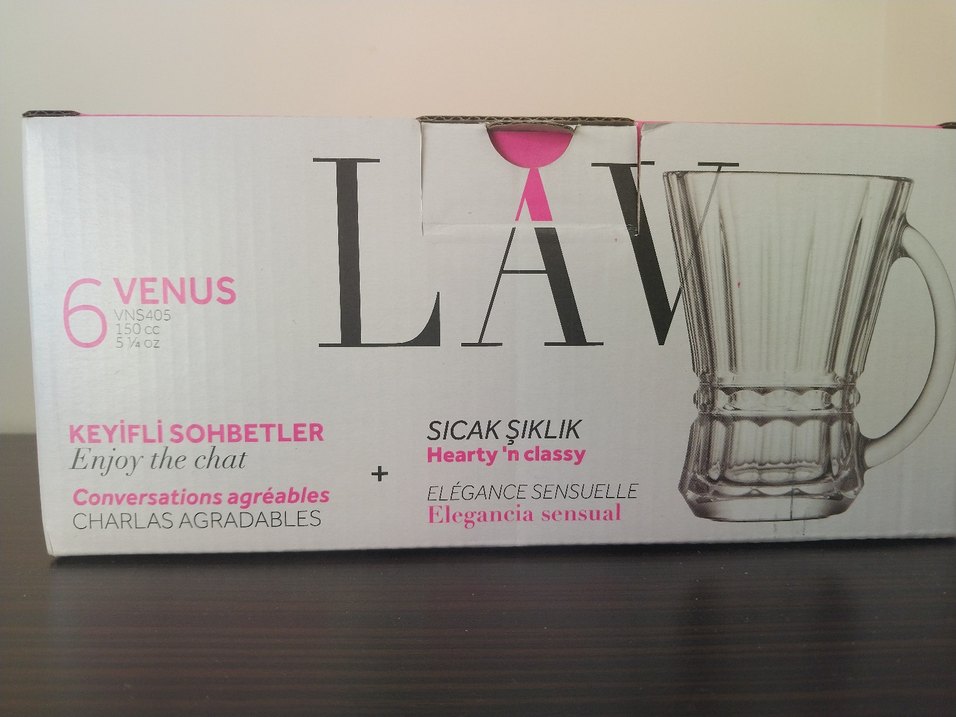 LAV
6 VENUS
VNS405
150 cc
5 ¼ oz
KEYİFLİ SOHBETLER
Enjoy the chat
Conversations agréables
CHARLAS AGRADABLES
+
SICAK ŞIKLIK
Hearty 'n classy
ELÉGANCE SENSUELLE
Elegancia sensual